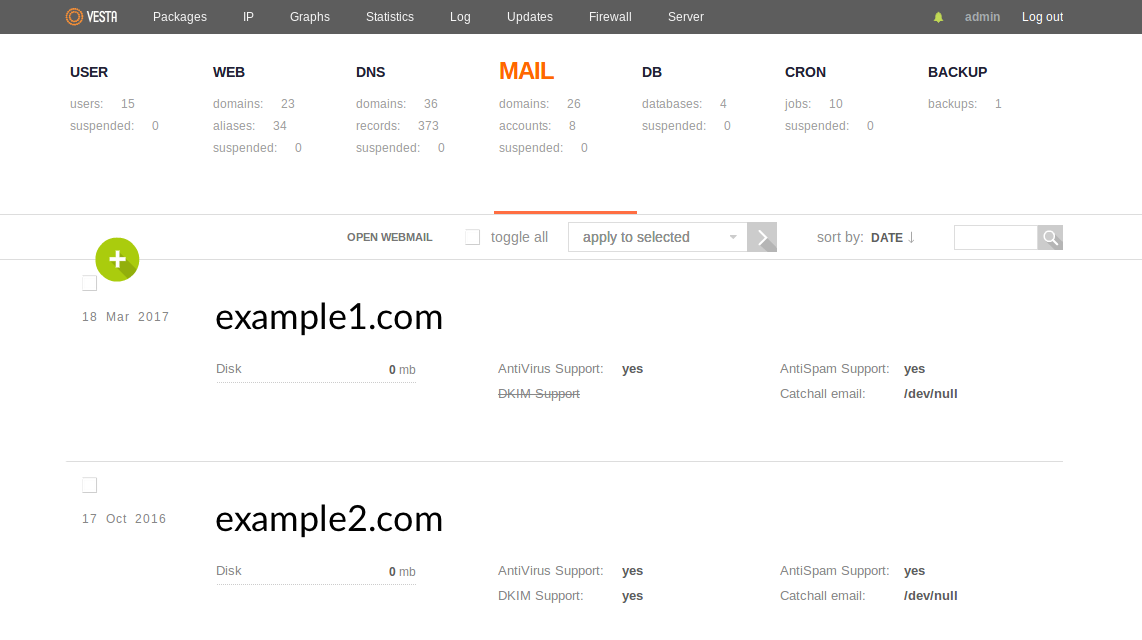 VESTA Packages IP Graphs Statistics Log Updates Firewall Server admin Log out
USER WEB DNS MAIL DB CRON BACKUP
users: 15 domains: 23 domains: 36 domains: 26 databases: 4 jobs: 10 backups: 1
suspended: 0 aliases: 34 records: 373 accounts: 8 suspended: 0 suspended: 0
suspended: 0 suspended: 0 suspended: 0
OPEN WEBMAIL toggle all apply to selected sort by: DATE ↓
18 Mar 2017 example1.com
Disk 0 mb AntiVirus Support: yes AntiSpam Support: yes
DKIM Support Catchall email: /dev/null
17 Oct 2016 example2.com
Disk 0 mb AntiVirus Support: yes AntiSpam Support: yes
DKIM Support: yes Catchall email: /dev/null